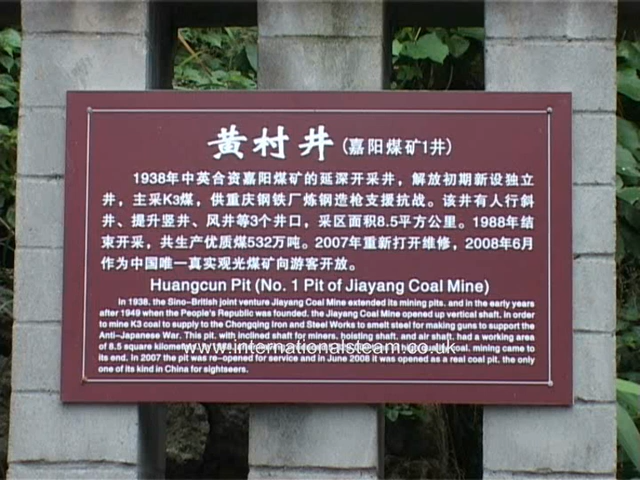 黄村井(嘉阳煤矿1井)
1938年中英合资嘉阳煤矿的延深开采井，解放初期新设独立
井，主采K3煤，供重庆钢铁厂炼钢造枪支援抗战。该井有人行斜
井、提升竖井、风井等3个井口，采区面积8.5平方公里。1988年结
束开采，共生产优质煤532万吨。2007年重新打开维修，2008年6月
作为中国唯一真实观光煤矿向游客开放。
Huangcun Pit (No. 1 Pit of Jiayang Coal Mine)
In 1938, the Sino-British joint venture Jiayang Coal Mine extended its mining pits, and in the early years
after 1949 when the People's Republic was founded, the Jiayang Coal Mine opened up vertical shaft, in order
to mine K3 coal to supply to the Chongqing Iron and Steel Works to smelt steel for making guns to support the
Anti-Japanese War. This pit, with inclined shaft for miners, hoisting shaft, and air shaft, had a working area
of 8.5 square coal, mining came to
www.internationalsteam.co.uk
its end. In 2007 the pit was re-opened for service and in June 2008 it was opened as a real coal pit, the only
one of its kind in China for sightseers.